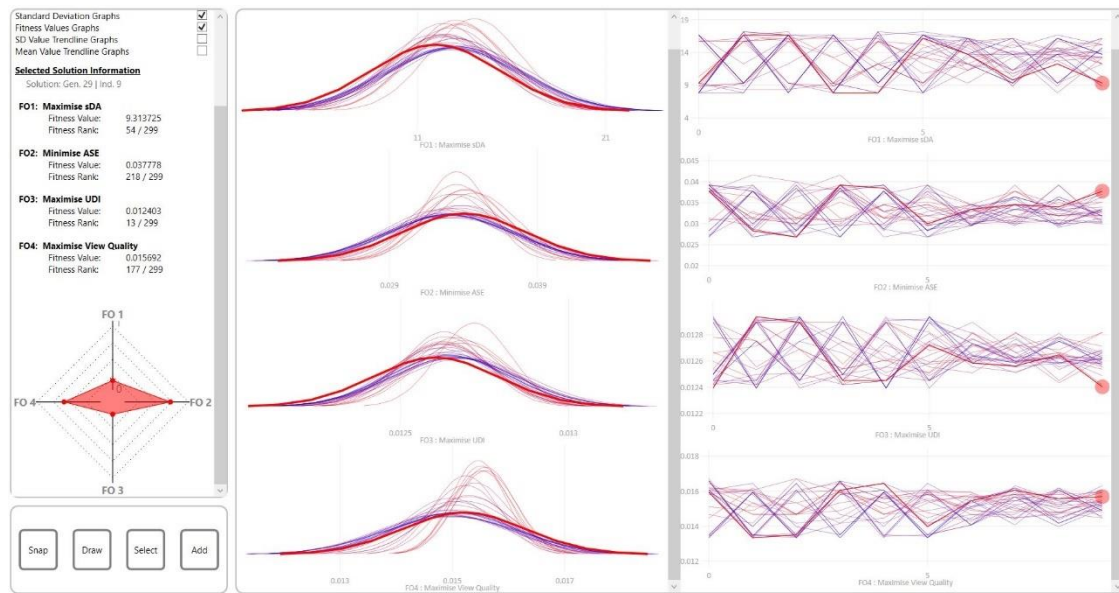 Standard Deviation Graphs
Fitness Values Graphs
SD Value Trendline Graphs
Mean Value Trendline Graphs
Selected Solution Information
Solution: Gen. 29 | Ind. 9
FO1: Maximise sDA
Fitness Value: 9.313725
Fitness Rank: 54 / 299
FO2: Minimise ASE
Fitness Value: 0.037778
Fitness Rank: 218 / 299
FO3: Maximise UDI
Fitness Value: 0.012403
Fitness Rank: 13 / 299
FO4: Maximise View Quality
Fitness Value: 0.015692
Fitness Rank: 177 / 299
FO 1
1
0
FO 4
FO 2
FO 3
Snap
Draw
Select
Add
11
21
FO1 : Maximise sDA
0.029
0.039
FO2 : Minimise ASE
0.0125
0.013
FO3 : Maximise UDI
0.013
0.015
0.017
FO4 : Maximise View Quality
14
9
4
0
5
FO1 : Maximise sDA
0.045
0.04
0.035
0.03
0.025
0.02
0
5
FO2 : Minimise ASE
0.0128
0.0126
0.0124
0.0122
0
5
FO3 : Maximise UDI
0.018
0.016
0.014
0.012
0
5
FO4 : Maximise View Quality